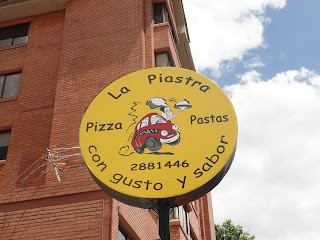 La Piastra
Pizza Pastas
2881446
con gusto y sabor